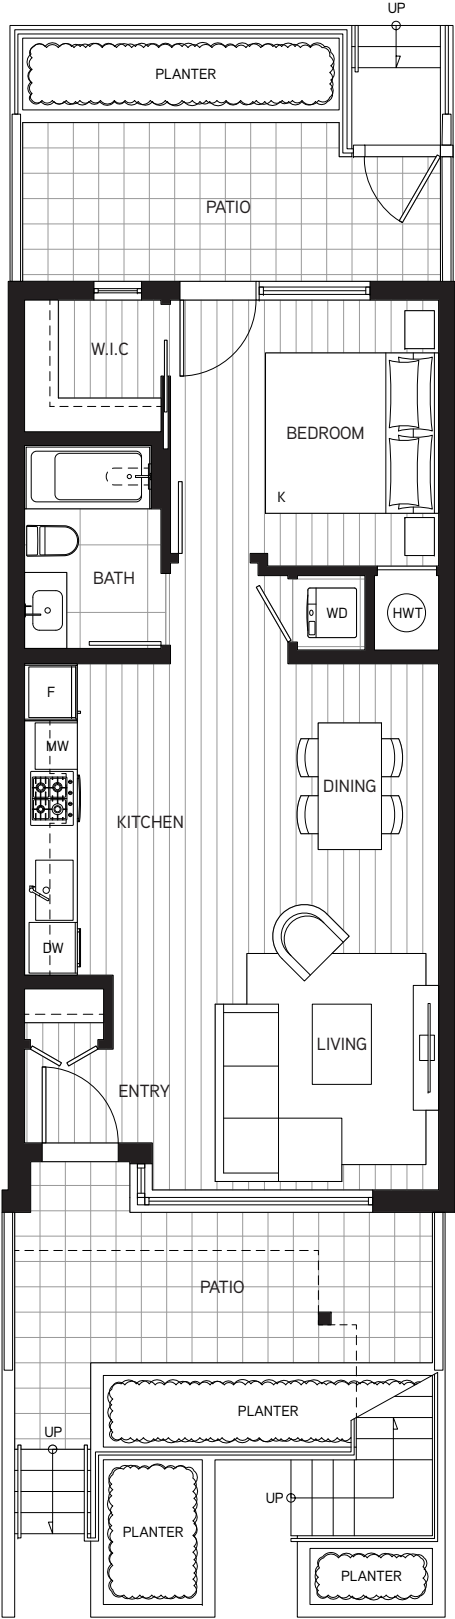 UP
PLANTER
PATIO
W.I.C
BEDROOM
K
BATH
WD
HWT
F
MW
DINING
KITCHEN
DW
LIVING
ENTRY
PATIO
PLANTER
UP
UP
PLANTER
PLANTER